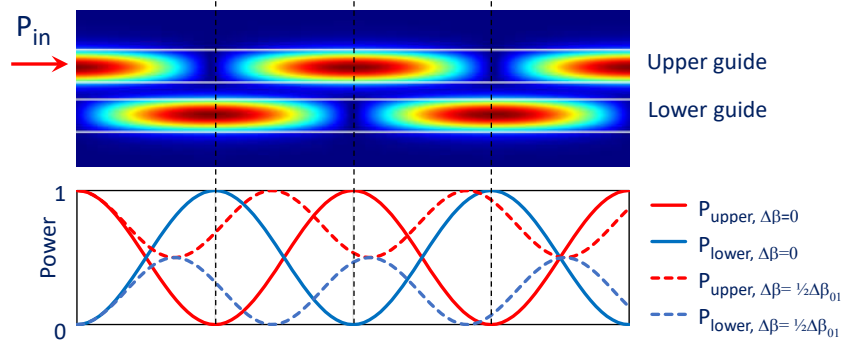 P_in
Upper guide
Lower guide
1
Power
0
P_upper, Δβ=0
P_lower, Δβ=0
P_upper, Δβ= ½Δβ_01
P_lower, Δβ= ½Δβ_01